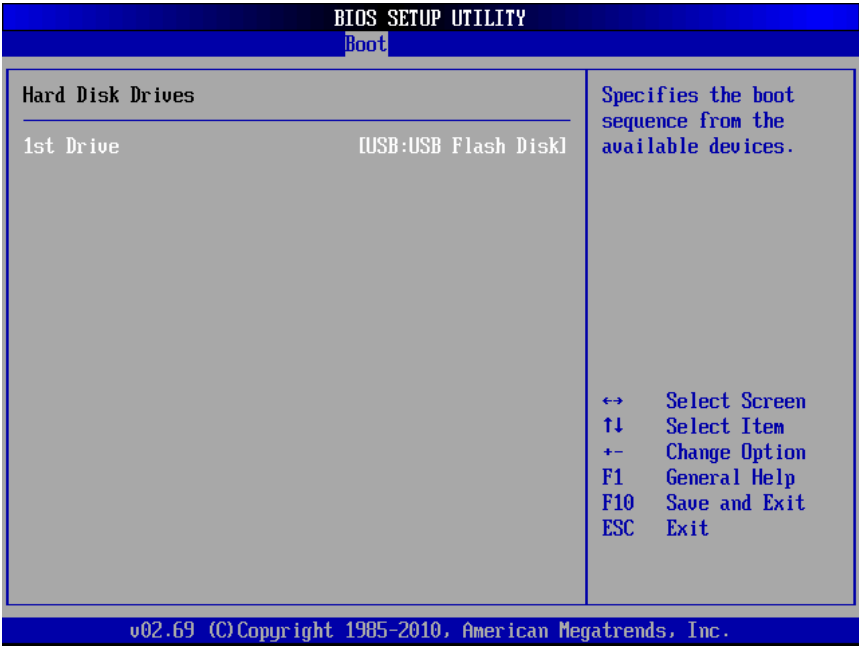 BIOS SETUP UTILITY
Boot
Hard Disk Drives
1st Drive [USB:USB Flash Disk]
Specifies the boot
sequence from the
available devices.
↔ Select Screen
↑↓ Select Item
+- Change Option
F1 General Help
F10 Save and Exit
ESC Exit
v02.69 (C)Copyright 1985-2010, American Megatrends, Inc.